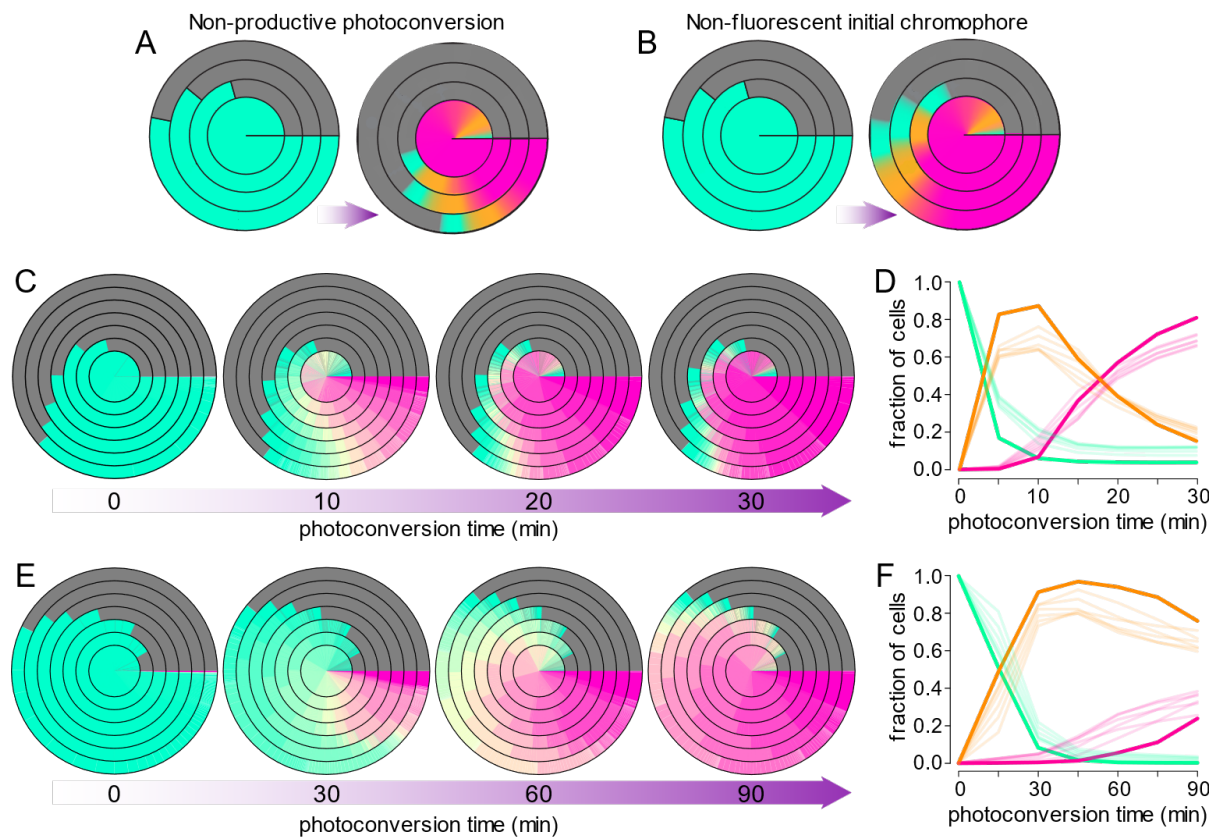 Non-productive photoconversion
Non-fluorescent initial chromophore
A
B
C
0
10
20
30
photoconversion time (min)
D
fraction of cells
1.0
0.8
0.6
0.4
0.2
0.0
0
10
20
30
photoconversion time (min)
E
0
30
60
90
photoconversion time (min)
F
fraction of cells
1.0
0.8
0.6
0.4
0.2
0.0
0
30
60
90
photoconversion time (min)